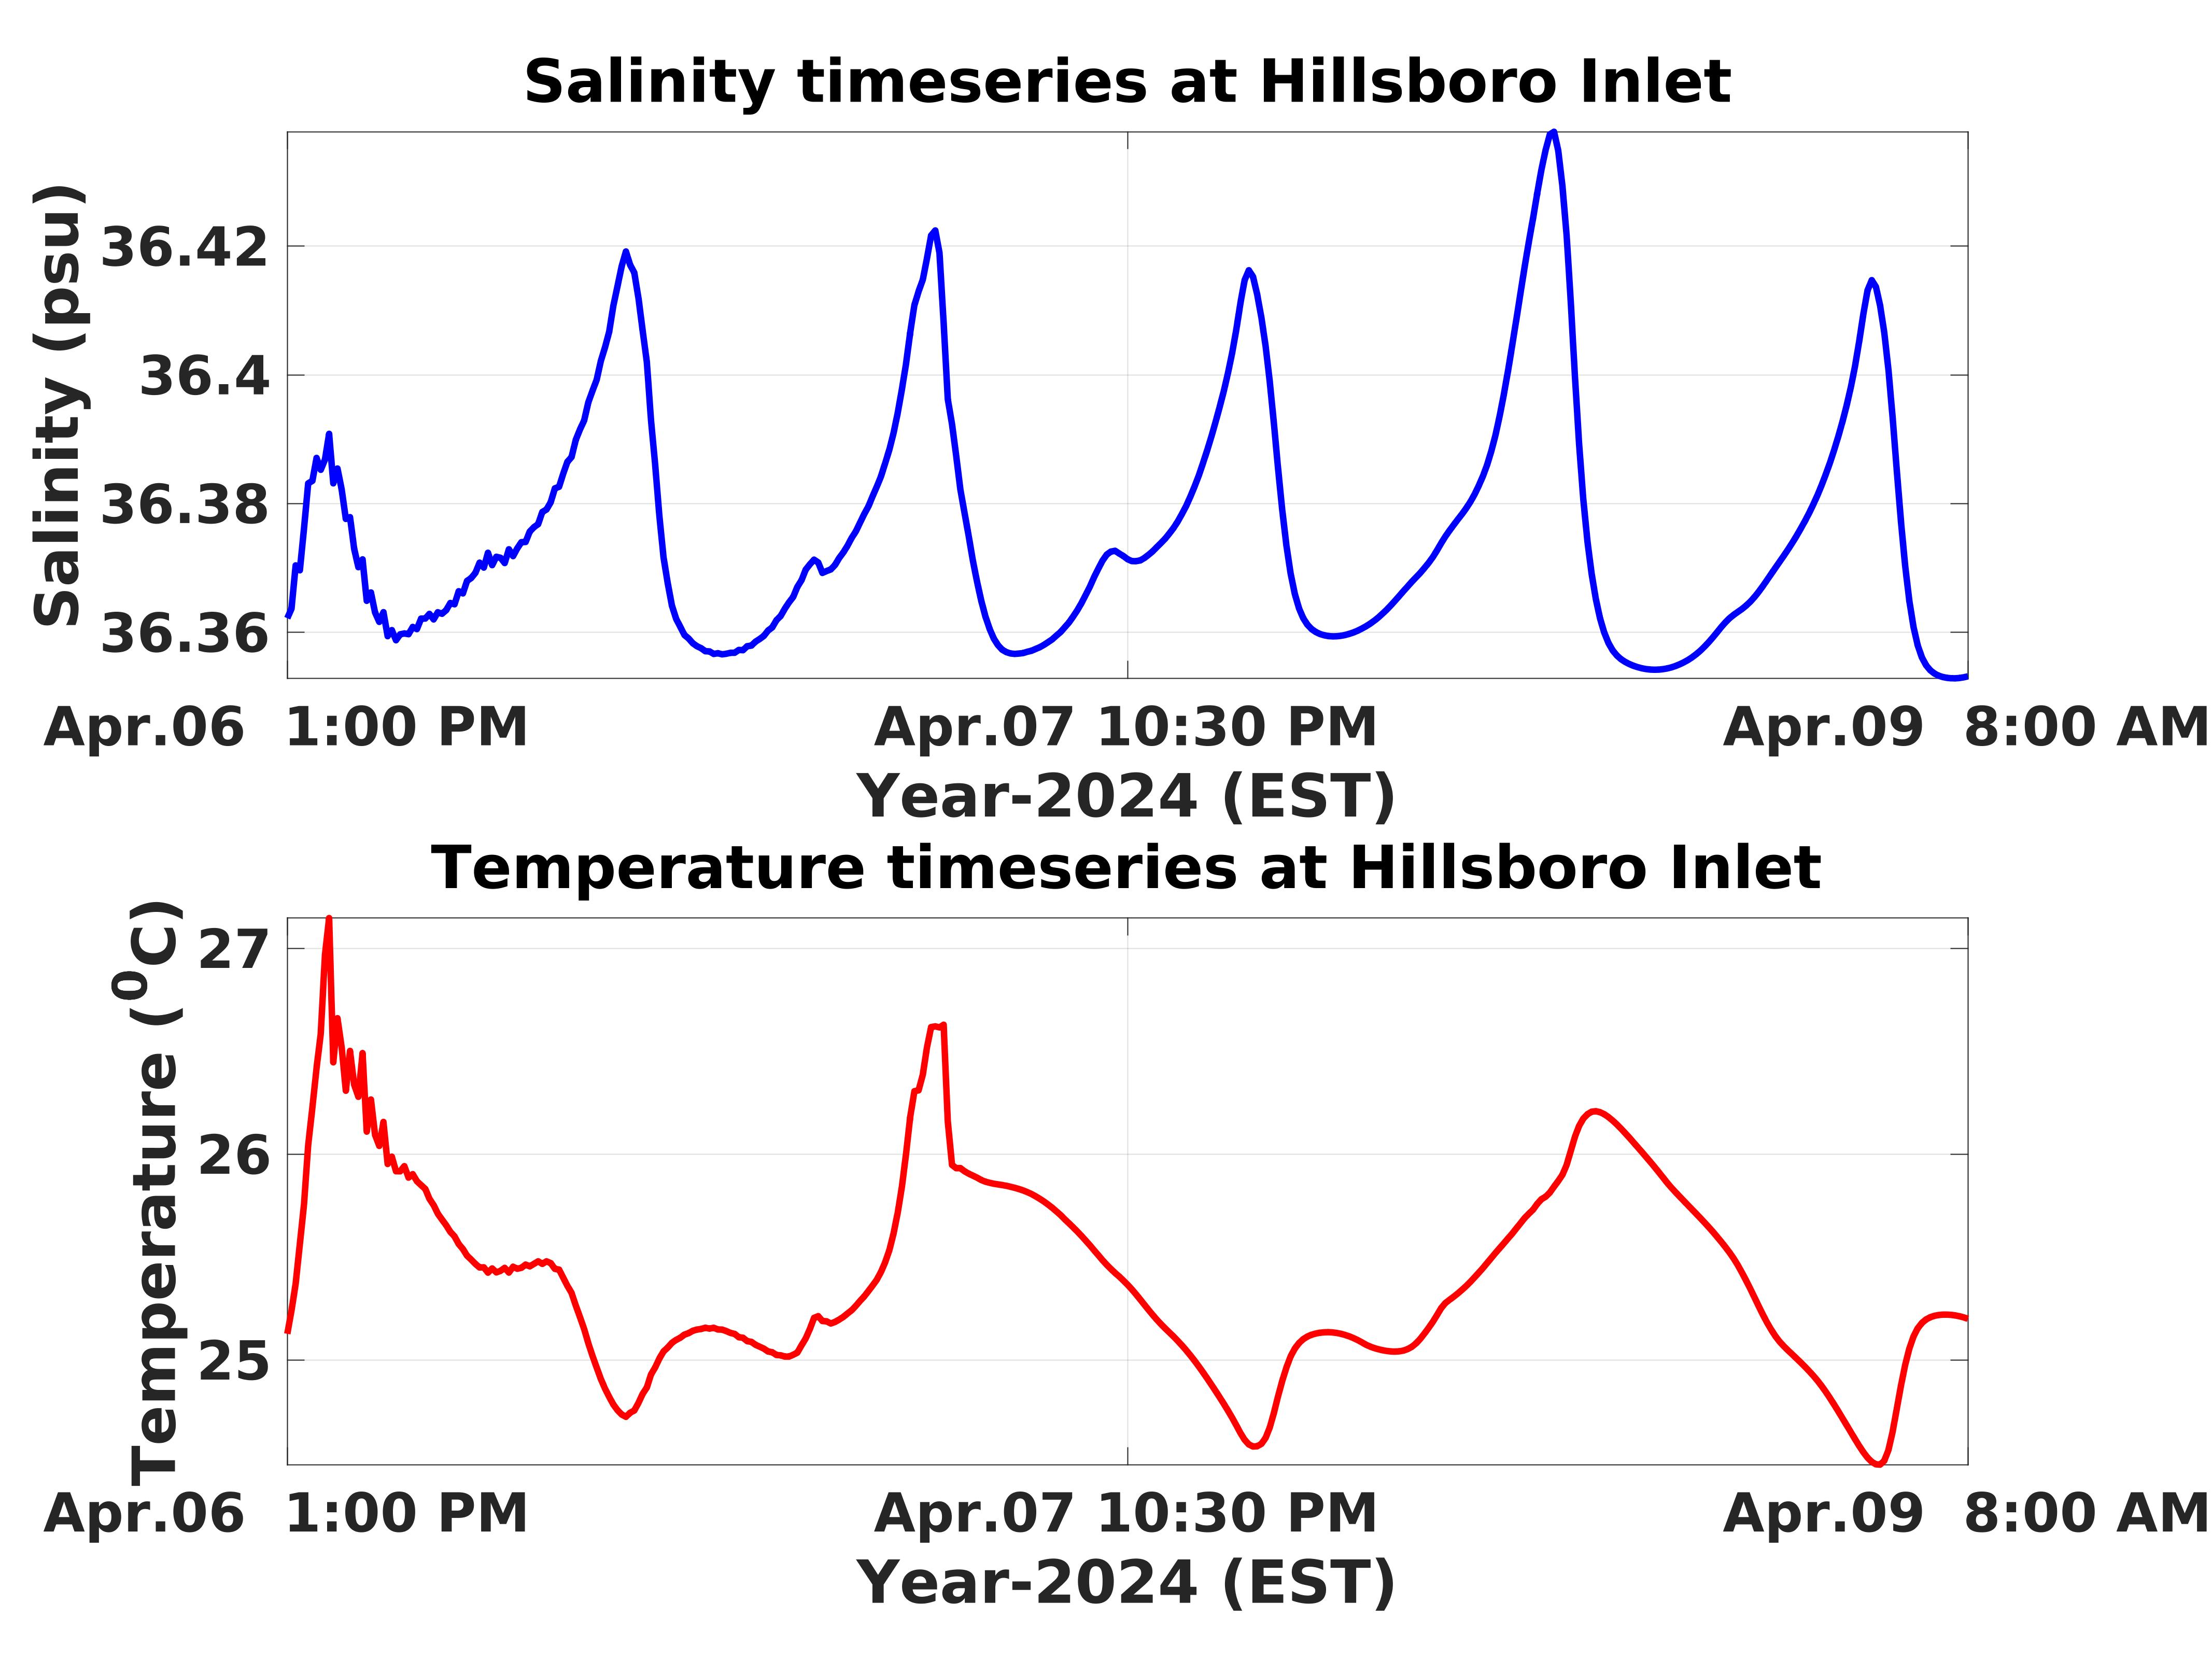 Salinity timeseries at Hillsboro Inlet
Salinity (psu)
36.42
36.4
36.38
36.36
Apr.06  1:00 PM
Apr.07 10:30 PM
Apr.09  8:00 AM
Year-2024 (EST)
Temperature timeseries at Hillsboro Inlet
Temperature (⁰C)
27
26
25
Apr.06  1:00 PM
Apr.07 10:30 PM
Apr.09  8:00 AM
Year-2024 (EST)